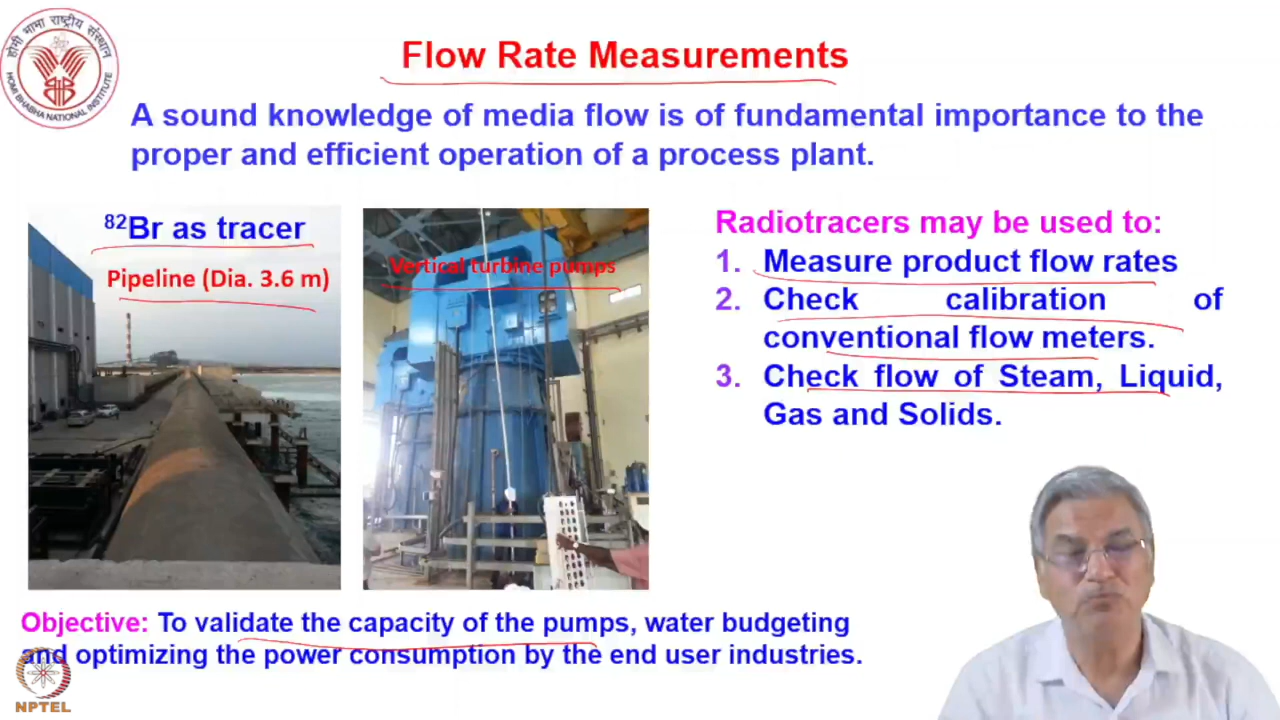 होमी भाभा राष्ट्रीय संस्थान
HOMI BHABHA NATIONAL INSTITUTE
Flow Rate Measurements
A sound knowledge of media flow is of fundamental importance to the
proper and efficient operation of a process plant.
⁸²Br as tracer
Pipeline (Dia. 3.6 m)
Vertical turbine pumps
Radiotracers may be used to:
1. Measure product flow rates
2. Check calibration of
conventional flow meters.
3. Check flow of Steam, Liquid,
Gas and Solids.
Objective: To validate the capacity of the pumps, water budgeting
and optimizing the power consumption by the end user industries.
NPTEL